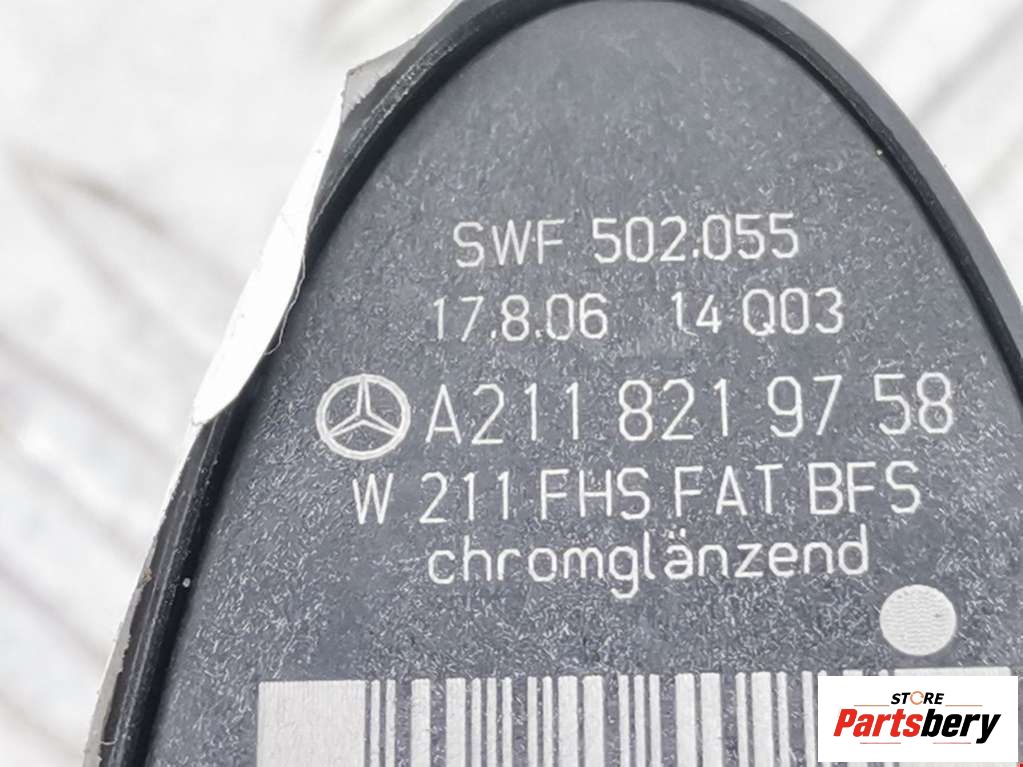 SWF 502.055
17.8.06 14 Q03
A211 821 97 58
W 211 FHS FAT BFS
chromglänzend
STORE
Partsbery